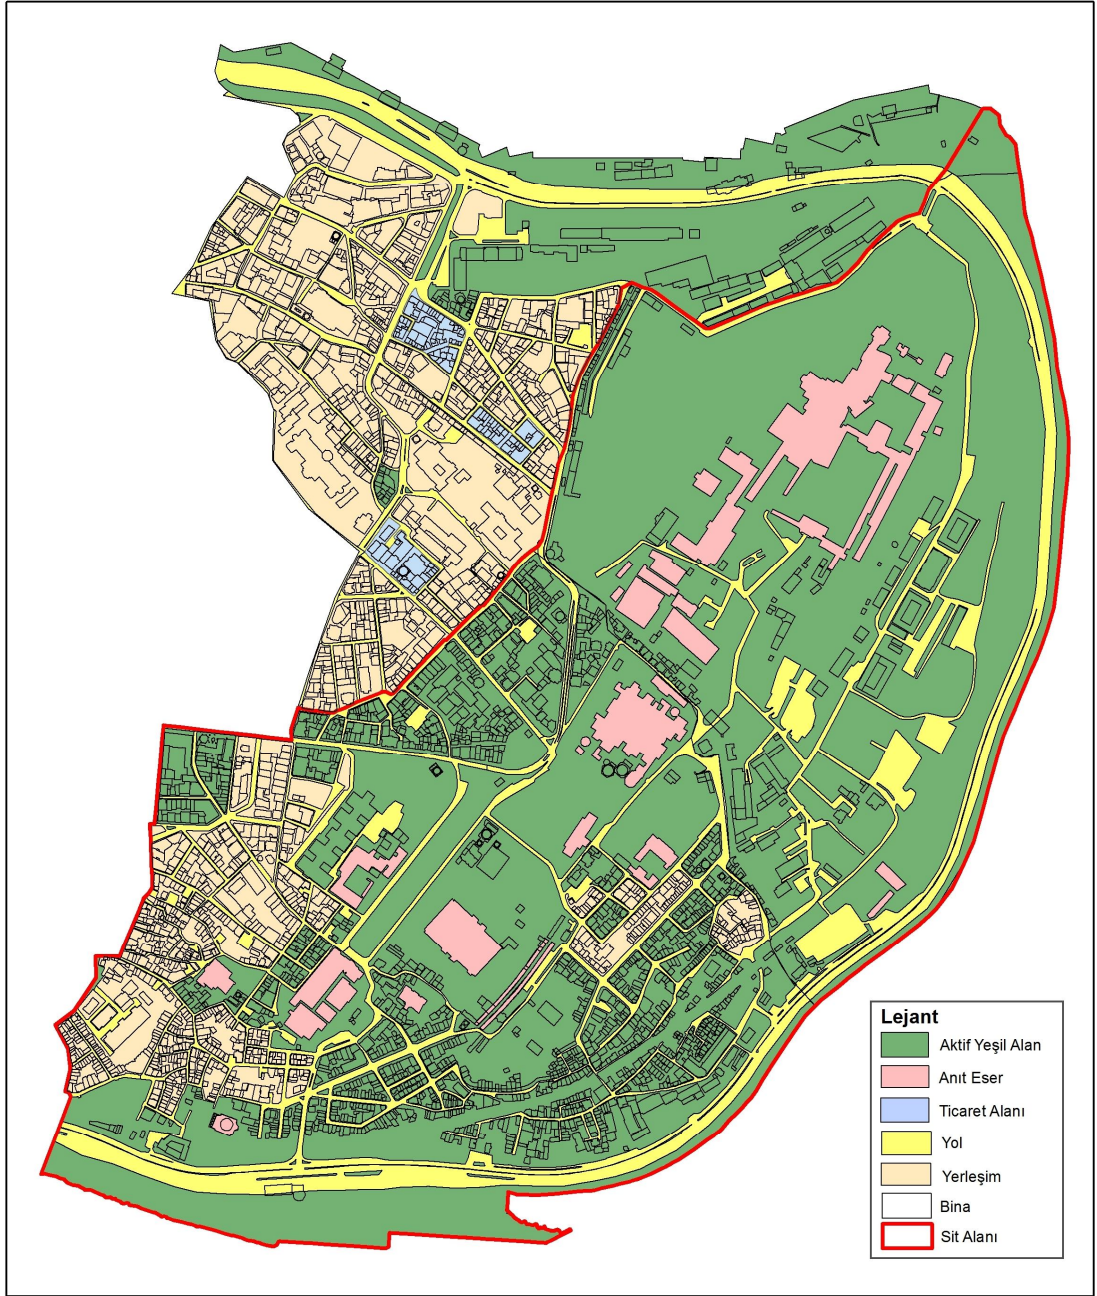 Lejant
Aktif Yeşil Alan
Anıt Eser
Ticaret Alanı
Yol
Yerleşim
Bina
Sit Alanı